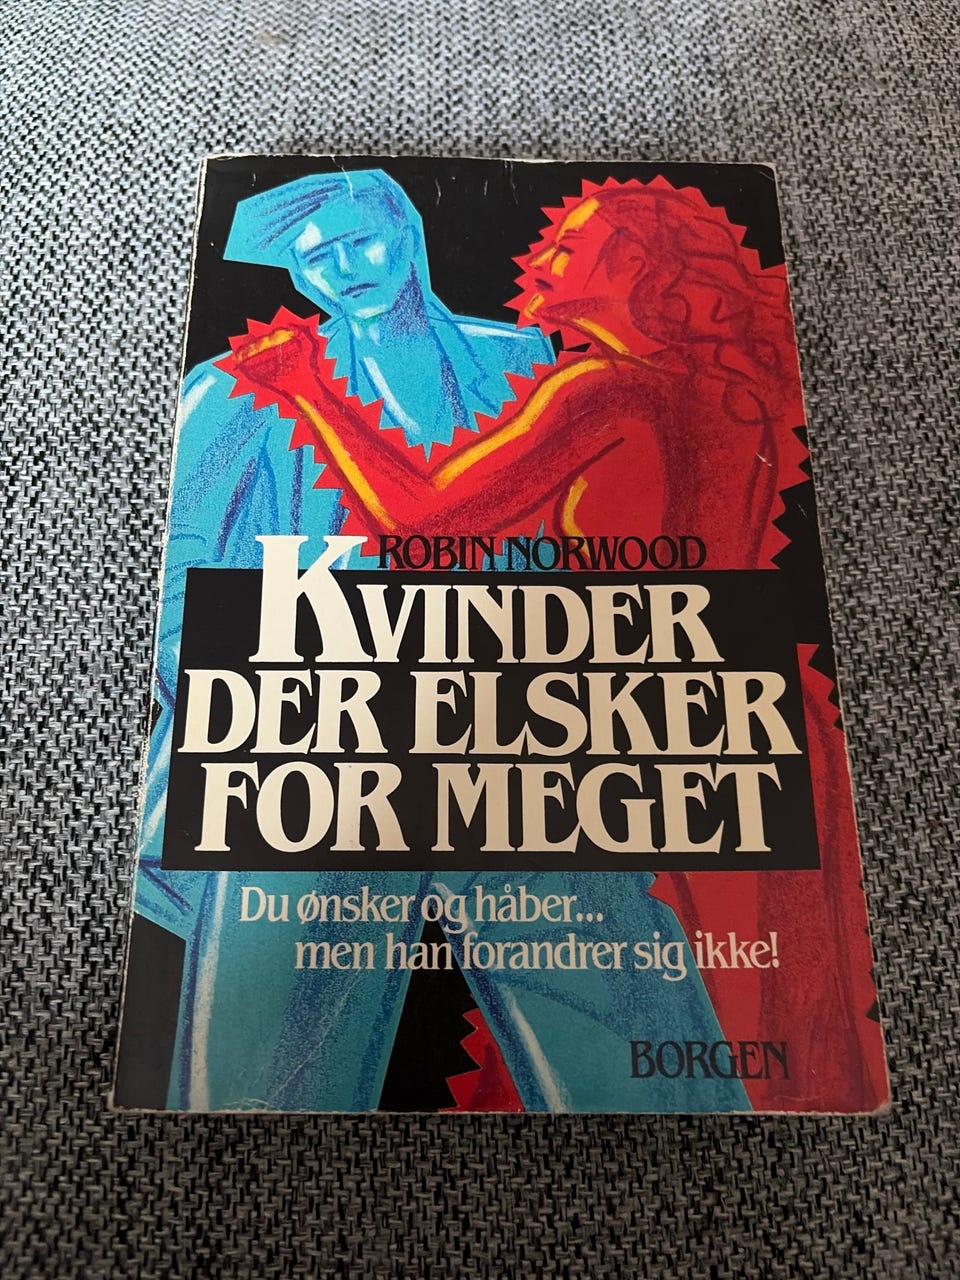 ROBIN NORWOOD
KVINDER
DER ELSKER
FOR MEGET
Du ønsker og håber...
men han forandrer sig ikke!
BORGEN